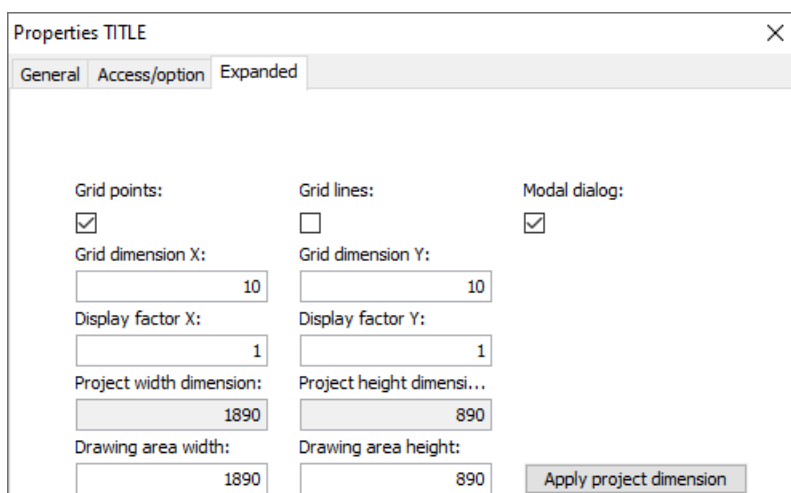 Properties TITLE
General Access/option Expanded
Grid points: Grid lines: Modal dialog:
Grid dimension X: Grid dimension Y:
10 10
Display factor X: Display factor Y:
1 1
Project width dimension: Project height dimensi...
1890 890
Drawing area width: Drawing area height:
1890 890 Apply project dimension